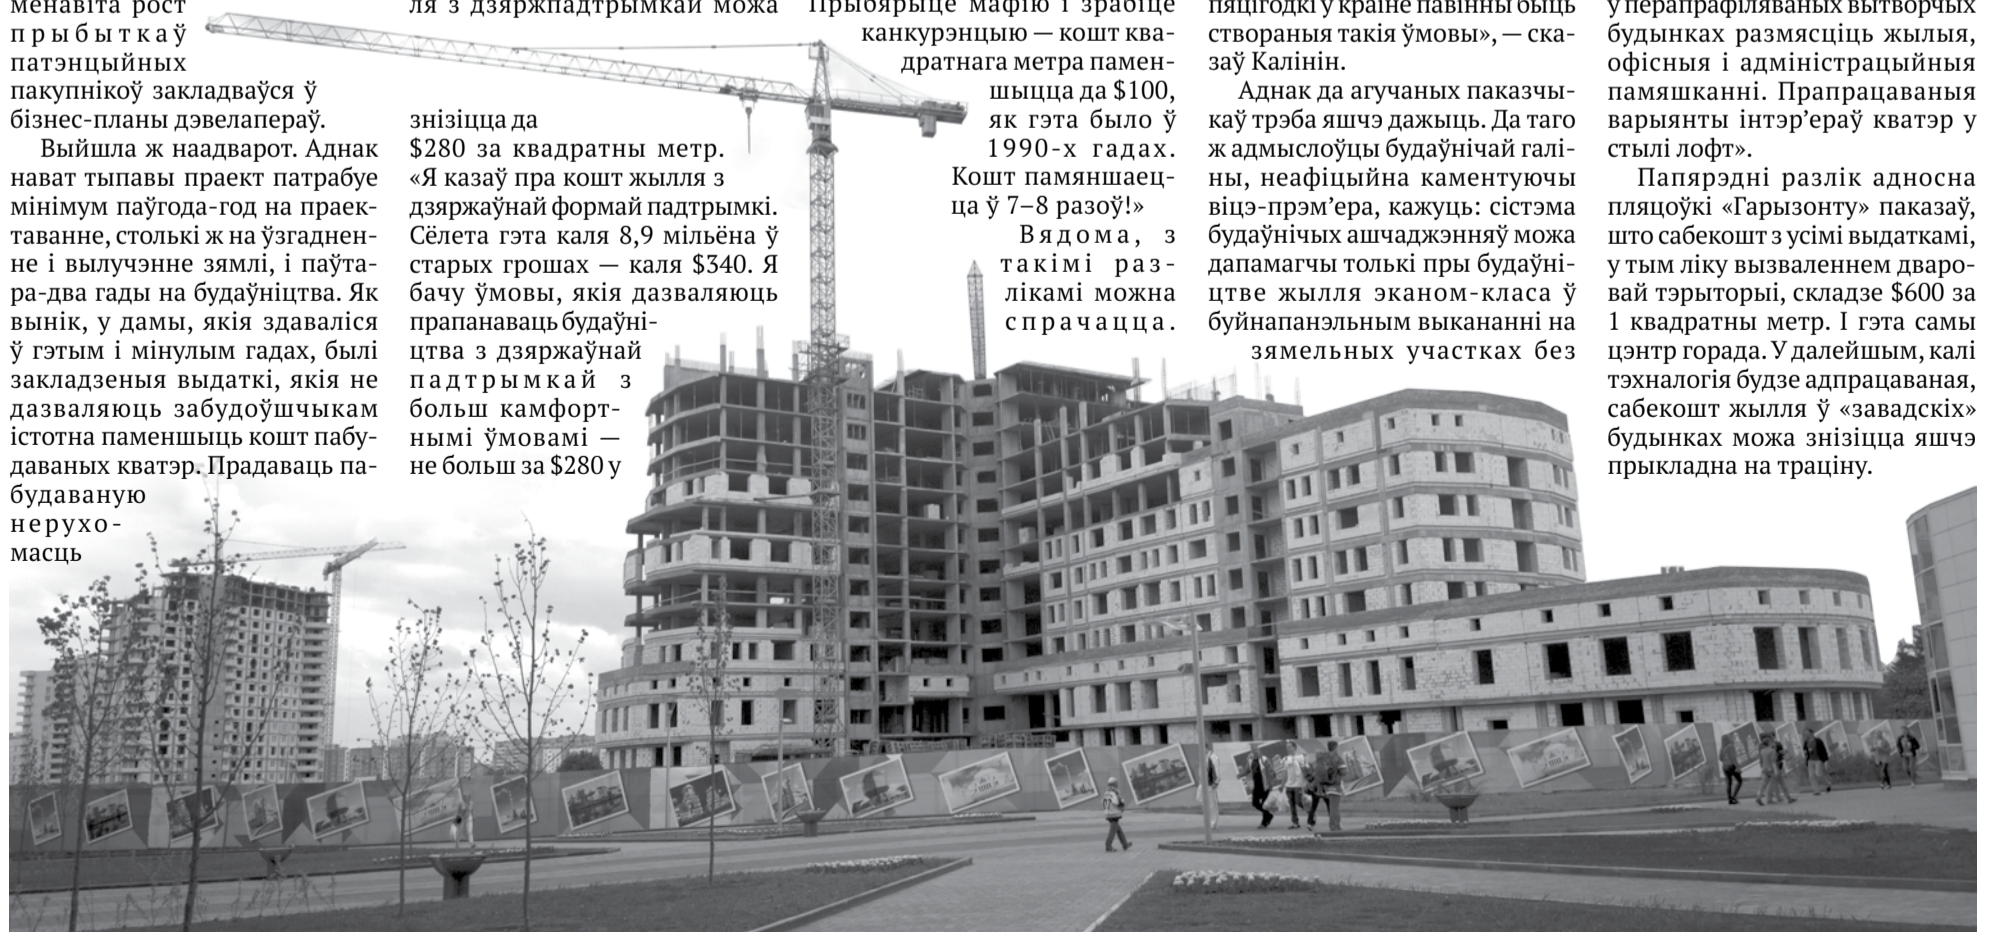 менавіта рост
прыбыткаў
патэнцыйных
пакупнікоў закладваўся ў
бізнес-планы дэвелапераў.
Выйшла ж наадварот. Аднак
нават тыпавы праект патрабуе
мінімум паўгода-год на праек-
таванне, столькі ж на ўзгаднен-
не і вылучэнне зямлі, і паўта-
ра-два гады на будаўніцтва. Як
вынік, у дамы, якія здаваліся
ў гэтым і мінулым гадах, былі
закладзеныя выдаткі, якія не
дазваляюць забудоўшчыкам
істотна паменшыць кошт пабу-
даваных кватэр. Прадаваць па-
будаваную
нерухо-
масць
ля з дзяржпадтрымкай можа
знізіцца да
$280 за квадратны метр.
«Я казаў пра кошт жылля з
дзяржаўнай формай падтрымкі.
Сёлета гэта каля 8,9 мільёна ў
старых грошах — каля $340. Я
бачу ўмовы, якія дазваляюць
прапанаваць будаўні-
цтва з дзяржаўнай
падтрымкай з
больш камфорт-
нымі ўмовамі —
не больш за $280 у
Прыбярыце мафію і зрабіце
канкурэнцыю — кошт ква-
дратнага метра памен-
шыцца да $100,
як гэта было ў
1990-х гадах.
Кошт памяншаец-
ца ў 7–8 разоў!»
Вядома, з
такімі раз-
лікамі можна
спрачацца.
пяцігодкі ў краіне павінны быць
створаныя такія ўмовы», — ска-
заў Калінін.
Аднак да агучаных паказчы-
каў трэба яшчэ дажыць. Да таго
ж адмыслоўцы будаўнічай галі-
ны, неафіцыйна каментуючы
віцэ-прэм’ера, кажуць: сістэма
будаўнічых ашчаджэнняў можа
дапамагчы толькі пры будаўні-
цтве жылля эканом-класа ў
буйнапанэльным выкананні на
зямельных участках без
у перапрафіляваных вытворчых
будынках размясціць жылыя,
офісныя і адміністрацыйныя
памяшканні. Прапрацаваныя
варыянты інтэр’ераў кватэр у
стылі лофт».
Папярэдні разлік адносна
пляцоўкі «Гарызонту» паказаў,
што сабекошт з усімі выдаткамі,
у тым ліку вызваленнем дваро-
вай тэрыторыі, складзе $600 за
1 квадратны метр. І гэта самы
цэнтр горада. У далейшым, калі
тэхналогія будзе адпрацаваная,
сабекошт жылля ў «завадскіх»
будынках можа знізіцца яшчэ
прыкладна на траціну.